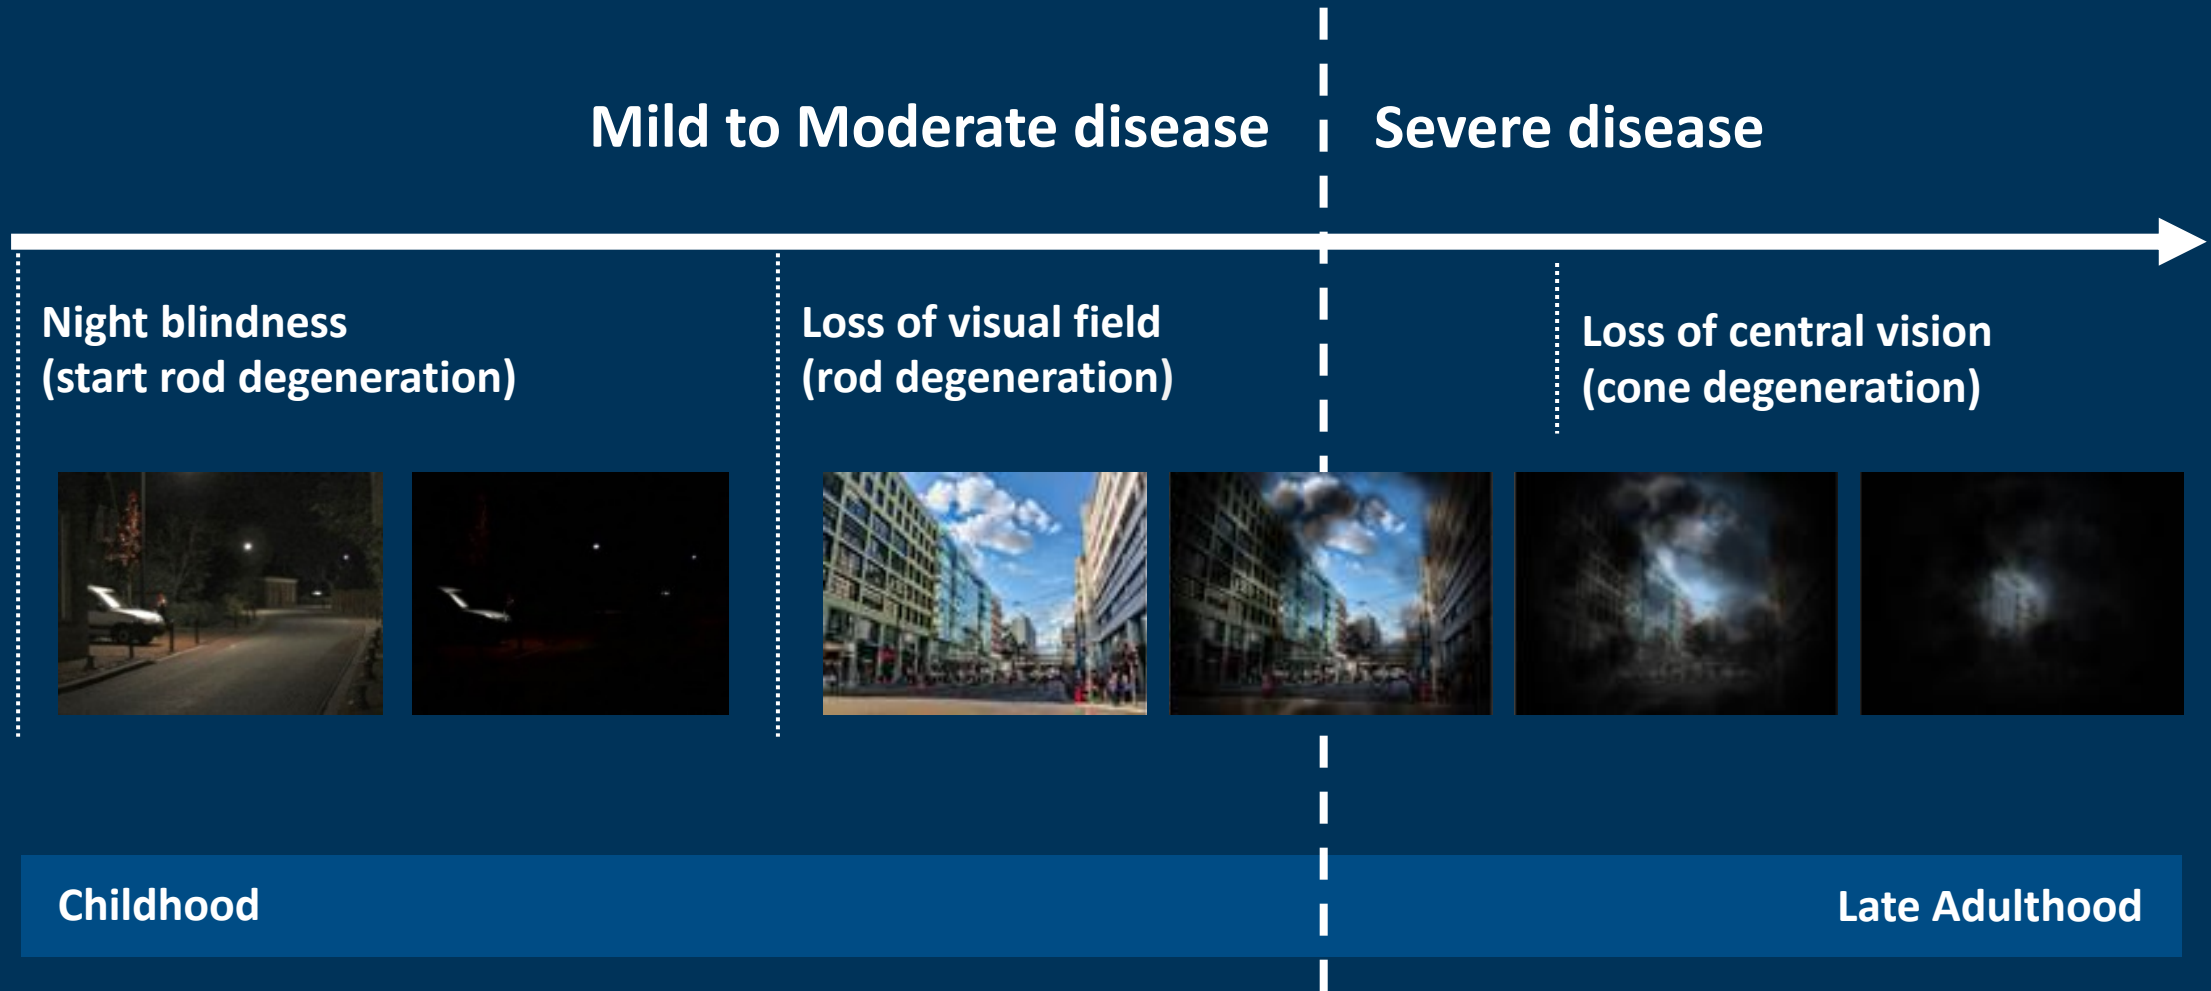 Mild to Moderate disease
Severe disease
Night blindness
(start rod degeneration)
Loss of visual field
(rod degeneration)
Loss of central vision
(cone degeneration)
Childhood
Late Adulthood